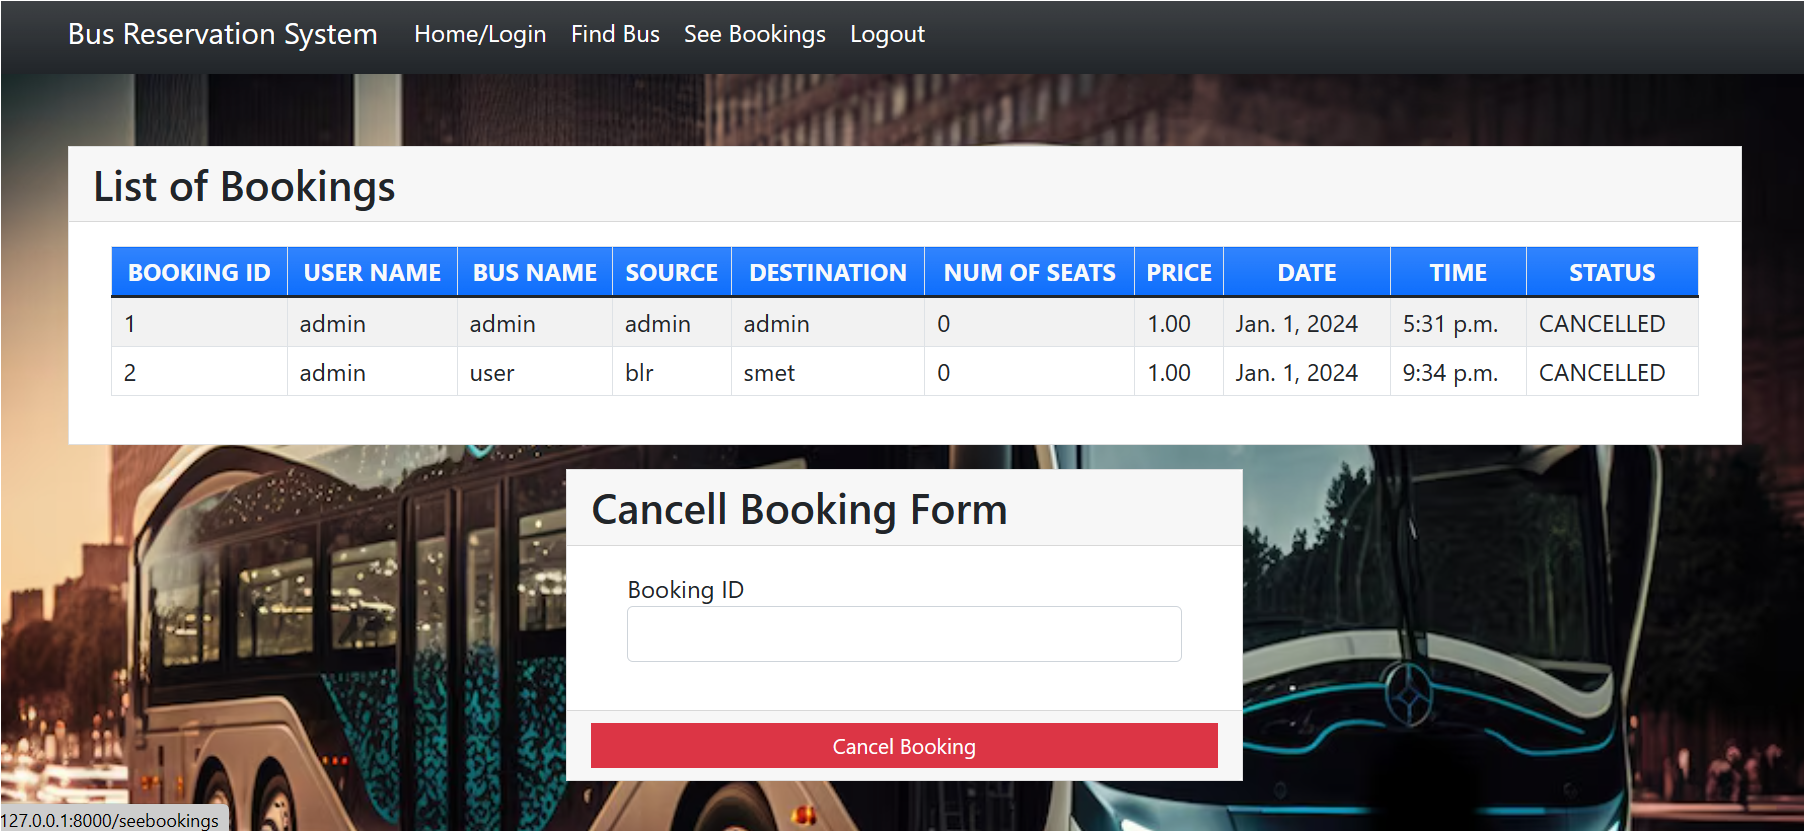 Bus Reservation System Home/Login Find Bus See Bookings Logout
List of Bookings
BOOKING ID USER NAME BUS NAME SOURCE DESTINATION NUM OF SEATS PRICE DATE TIME STATUS
1 admin admin admin admin 0 1.00 Jan. 1, 2024 5:31 p.m. CANCELLED
2 admin user blr smet 0 1.00 Jan. 1, 2024 9:34 p.m. CANCELLED
Cancell Booking Form
Booking ID
Cancel Booking
127.0.0.1:8000/seebookings